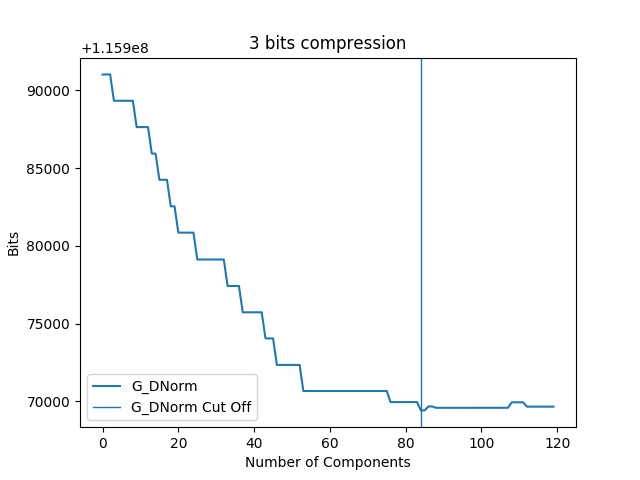 3 bits compression
+1.159e8
90000
85000
80000
75000
70000
Bits
G_DNorm
G_DNorm Cut Off
0 20 40 60 80 100 120
Number of Components